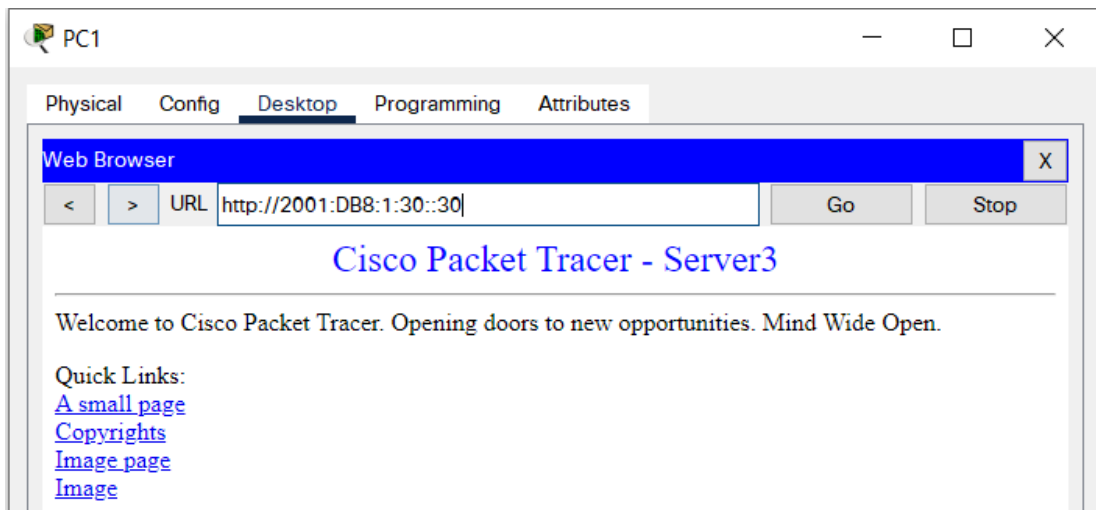 PC1
Physical Config Desktop Programming Attributes
Web Browser X
< > URL http://2001:DB8:1:30::30 Go Stop
Cisco Packet Tracer - Server3
Welcome to Cisco Packet Tracer. Opening doors to new opportunities. Mind Wide Open.
Quick Links:
A small page
Copyrights
Image page
Image